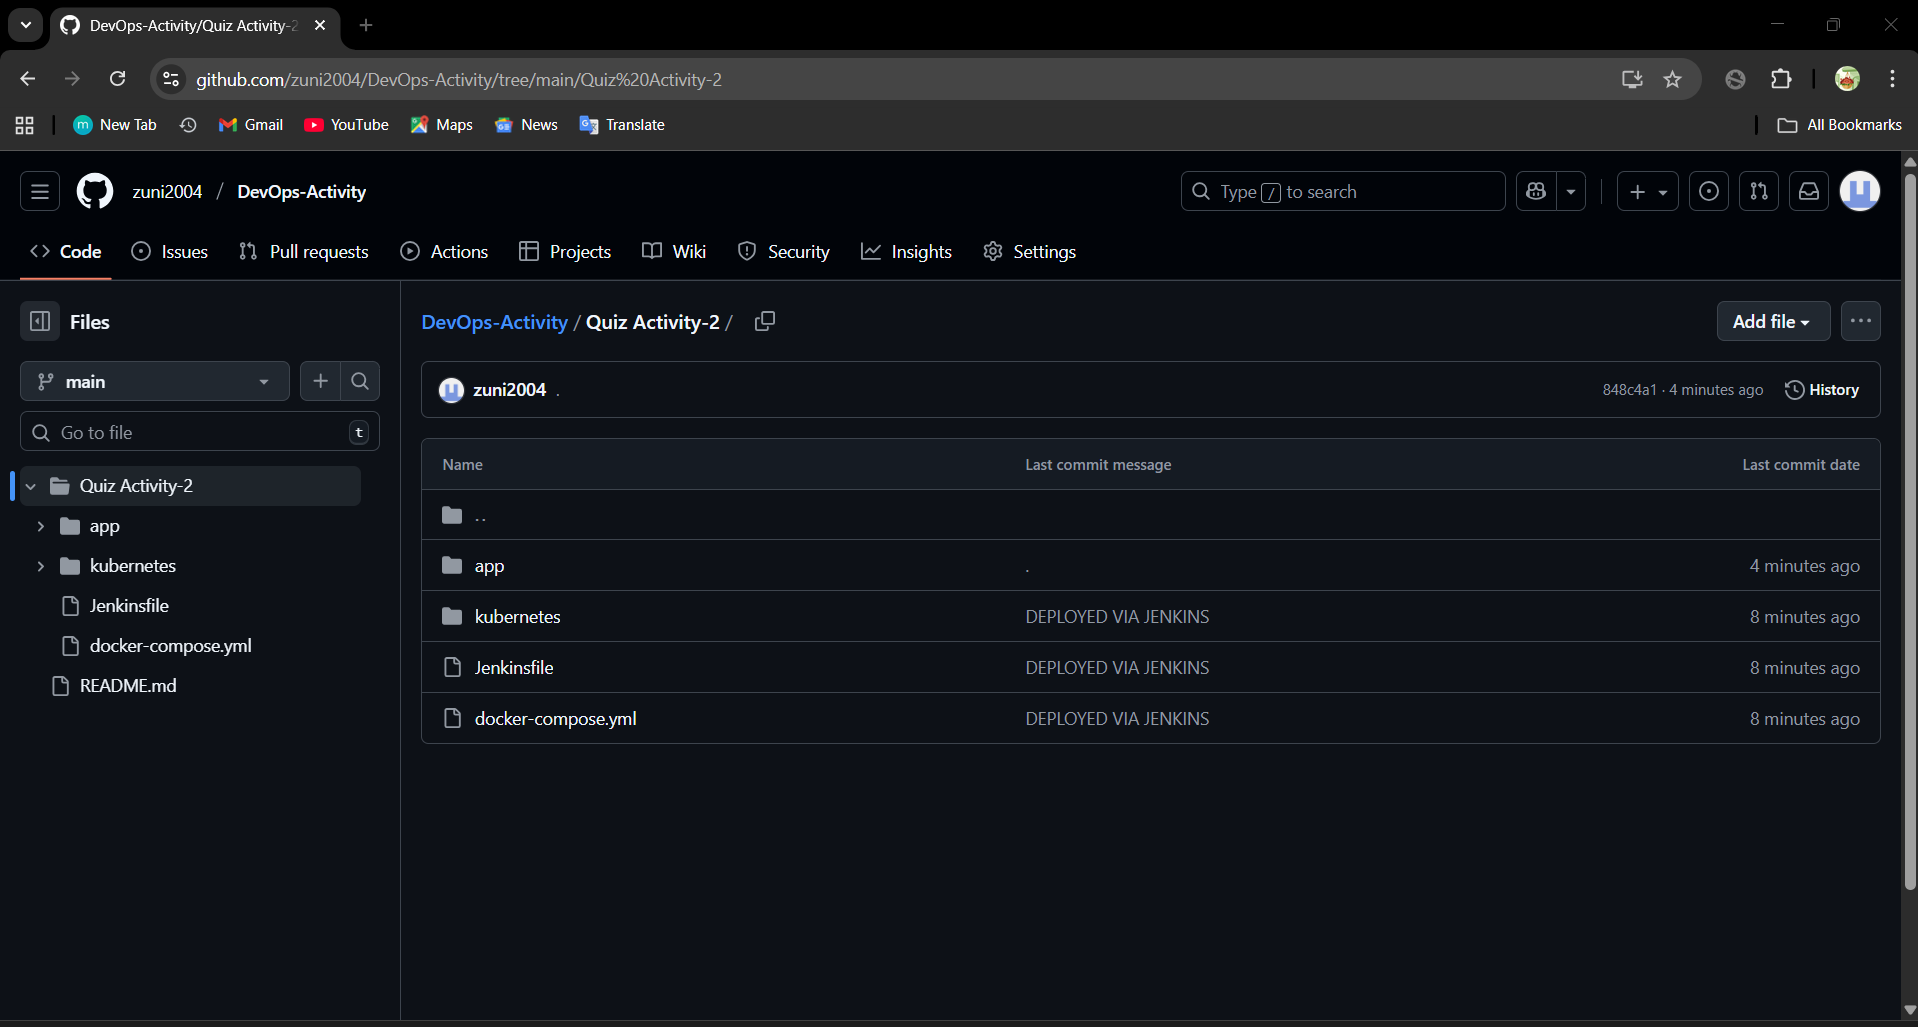 DevOps-Activity/Quiz Activity-2
github.com/zuni2004/DevOps-Activity/tree/main/Quiz%20Activity-2
m New Tab Gmail YouTube Maps News Translate All Bookmarks
zuni2004 / DevOps-Activity Type / to search
Code Issues Pull requests Actions Projects Wiki Security Insights Settings
Files
main
Go to file t
Quiz Activity-2
app
kubernetes
Jenkinsfile
docker-compose.yml
README.md
DevOps-Activity / Quiz Activity-2 / Add file
zuni2004 . 848c4a1 · 4 minutes ago History
Name Last commit message Last commit date
..
app . 4 minutes ago
kubernetes DEPLOYED VIA JENKINS 8 minutes ago
Jenkinsfile DEPLOYED VIA JENKINS 8 minutes ago
docker-compose.yml DEPLOYED VIA JENKINS 8 minutes ago